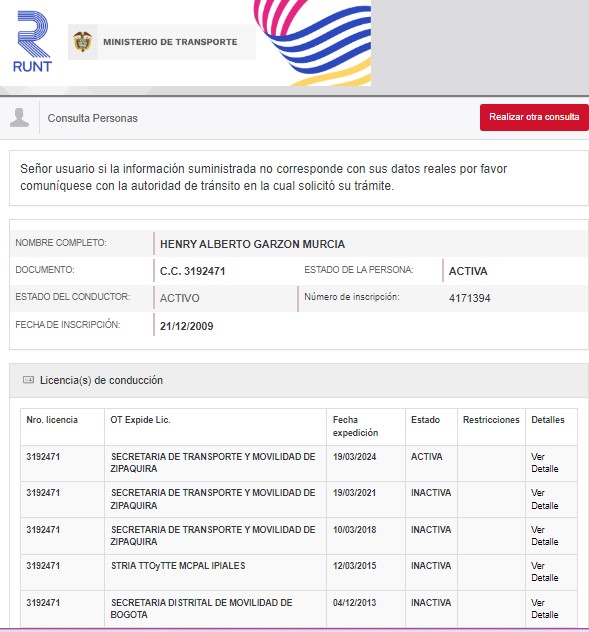 RUNT
MINISTERIO DE TRANSPORTE
Consulta Personas
Realizar otra consulta
Señor usuario si la información suministrada no corresponde con sus datos reales por favor
comuníquese con la autoridad de tránsito en la cual solicitó su trámite.
NOMBRE COMPLETO: HENRY ALBERTO GARZON MURCIA
DOCUMENTO: C.C. 3192471 ESTADO DE LA PERSONA: ACTIVA
ESTADO DEL CONDUCTOR: ACTIVO Número de inscripción: 4171394
FECHA DE INSCRIPCIÓN: 21/12/2009
Licencia(s) de conducción
Nro. licencia OT Expide Lic. Fecha Estado Restricciones Detalles
expedición
3192471 SECRETARIA DE TRANSPORTE Y MOVILIDAD DE 19/03/2024 ACTIVA Ver
ZIPAQUIRA Detalle
3192471 SECRETARIA DE TRANSPORTE Y MOVILIDAD DE 19/03/2021 INACTIVA Ver
ZIPAQUIRA Detalle
3192471 SECRETARIA DE TRANSPORTE Y MOVILIDAD DE 10/03/2018 INACTIVA Ver
ZIPAQUIRA Detalle
3192471 STRIA TTOyTTE MCPAL IPIALES 12/03/2015 INACTIVA Ver
Detalle
3192471 SECRETARIA DISTRITAL DE MOVILIDAD DE 04/12/2013 INACTIVA Ver
BOGOTA Detalle